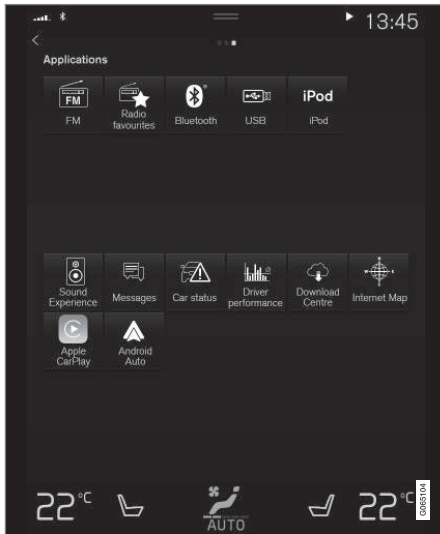 13:45
Applications
FM
FM
Radio
favourites
Bluetooth
USB
iPod
iPod
Sound
Experience
Messages
Car status
Driver
performance
Download
Centre
Internet Map
Apple
CarPlay
Android
Auto
22°C
AUTO
22°C
G065104